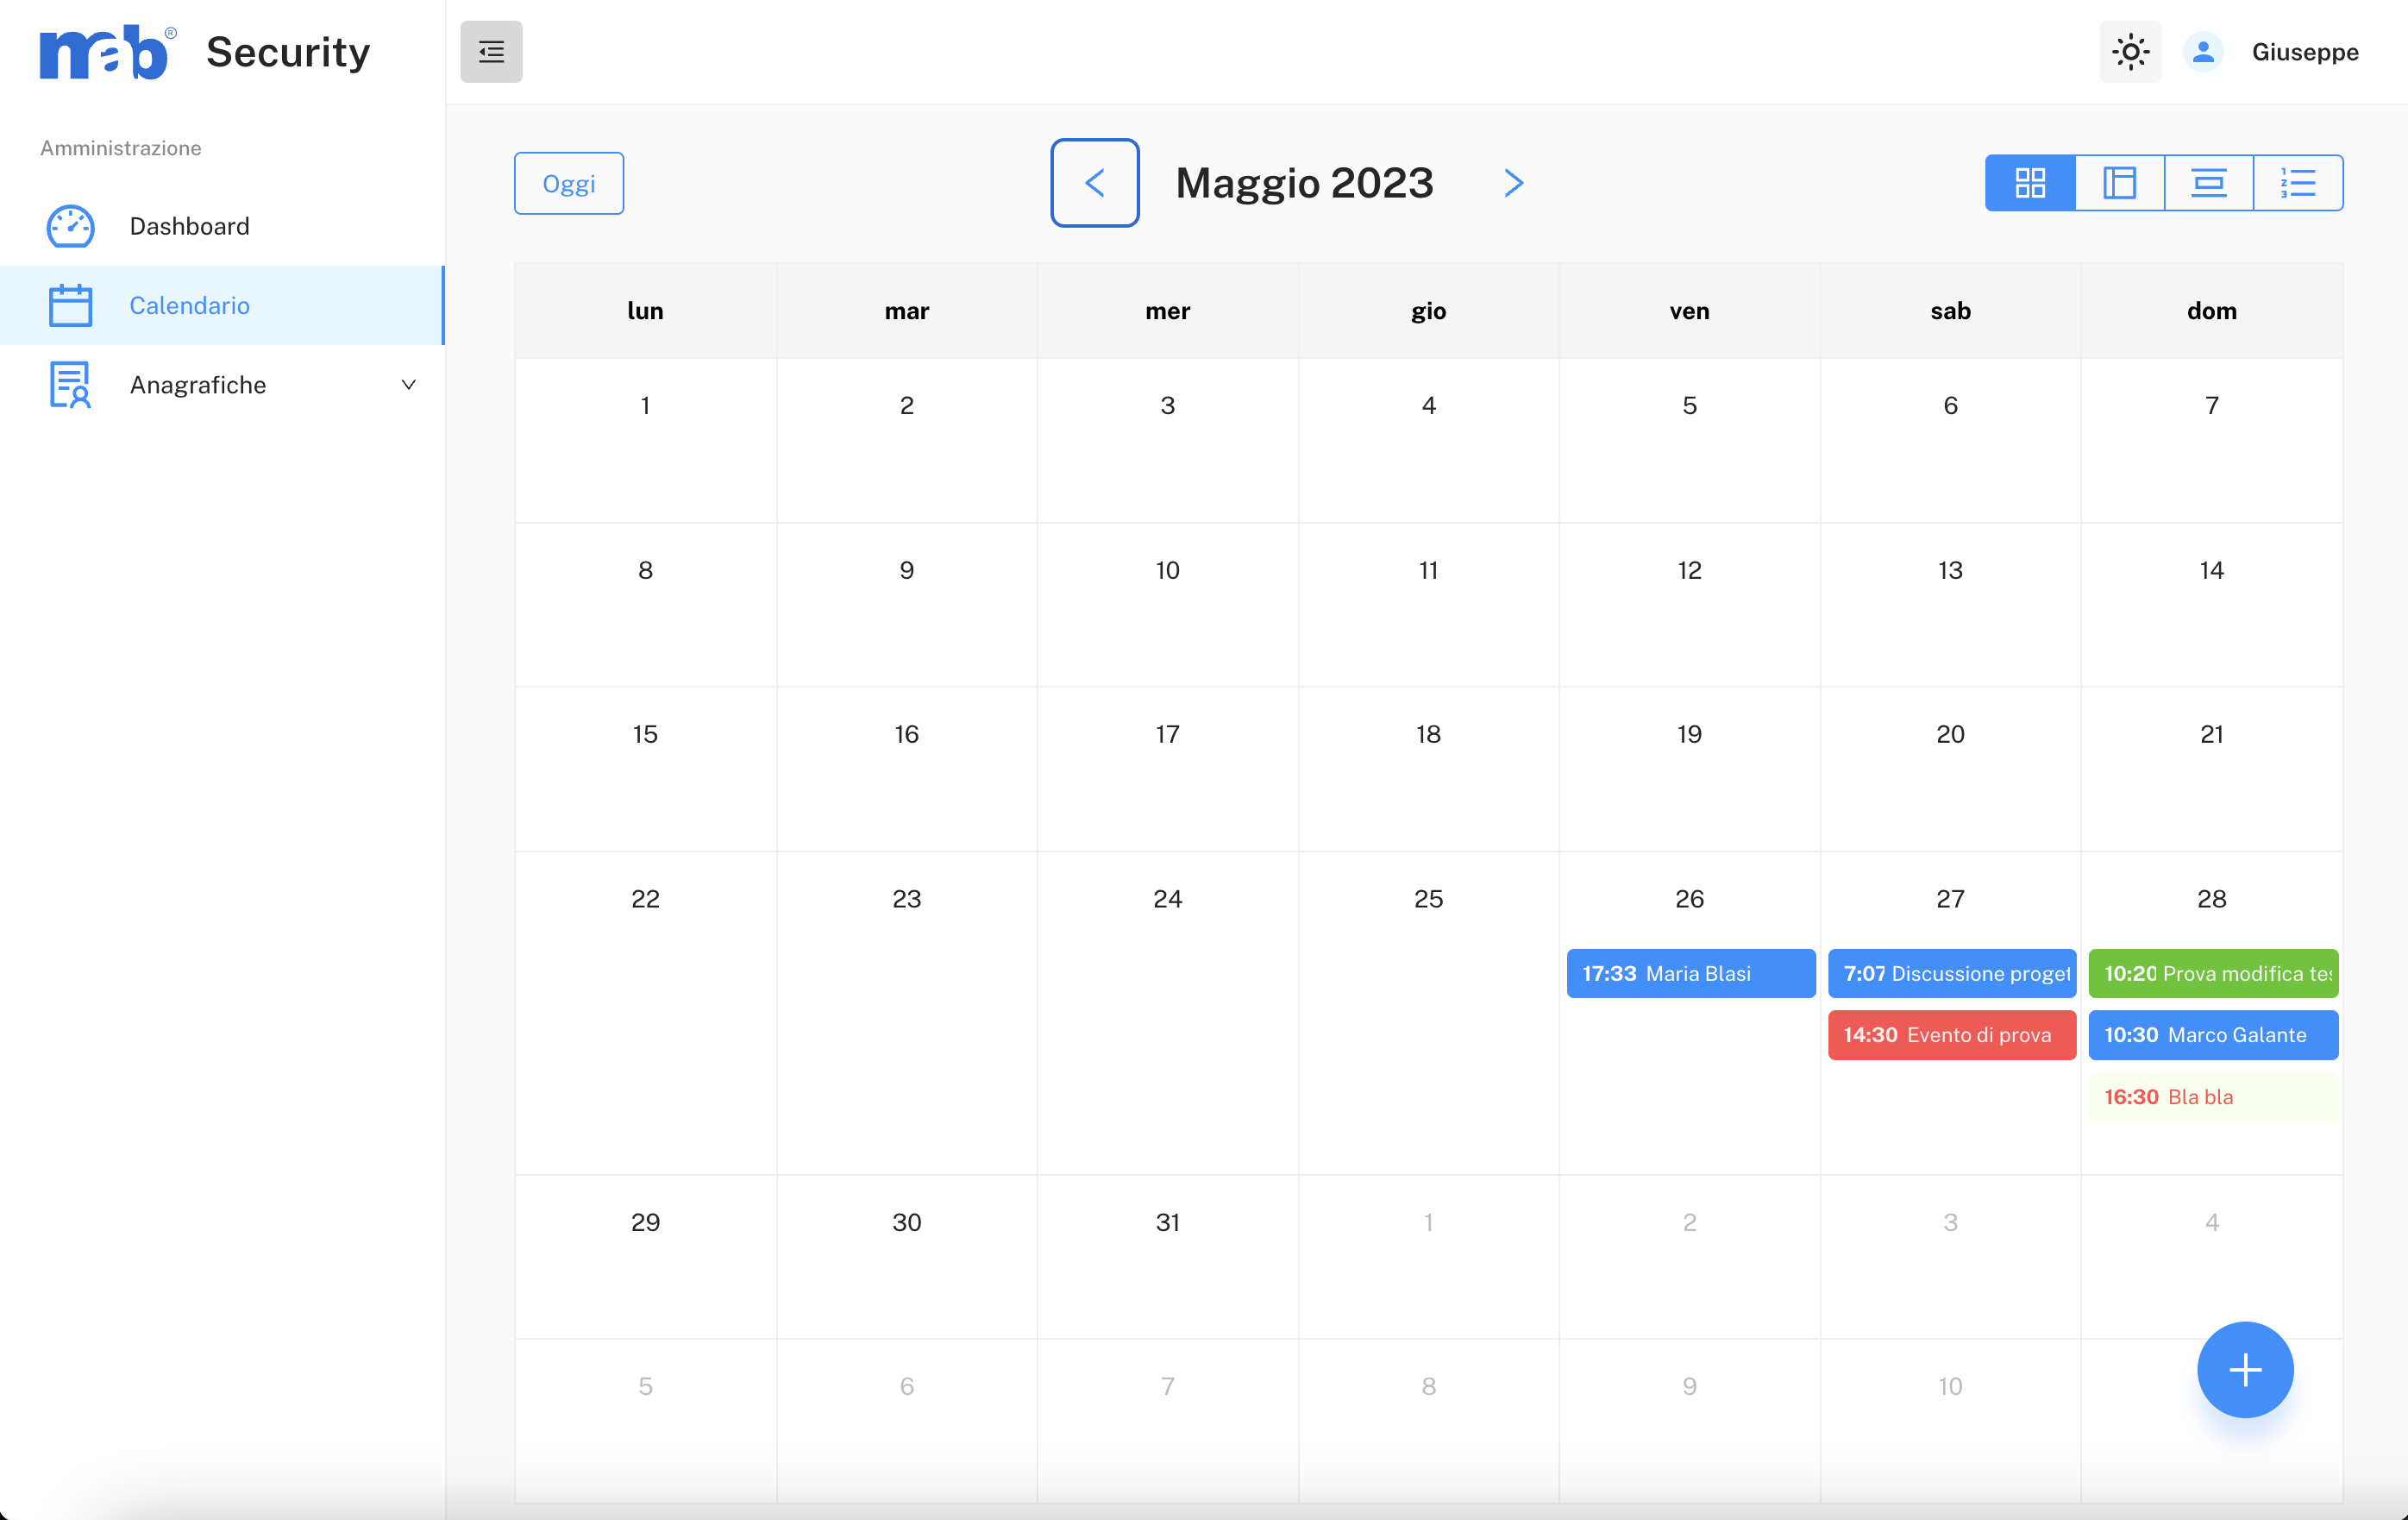 mab® Security
Giuseppe
Amministrazione
Dashboard
Calendario
Anagrafiche
Oggi
Maggio 2023
lun mar mer gio ven sab dom
1 2 3 4 5 6 7
8 9 10 11 12 13 14
15 16 17 18 19 20 21
22 23 24 25 26 27 28
17:33 Maria Blasi
7:07 Discussione proget
14:30 Evento di prova
10:20 Prova modifica tes
10:30 Marco Galante
16:30 Bla bla
29 30 31 1 2 3 4
5 6 7 8 9 10